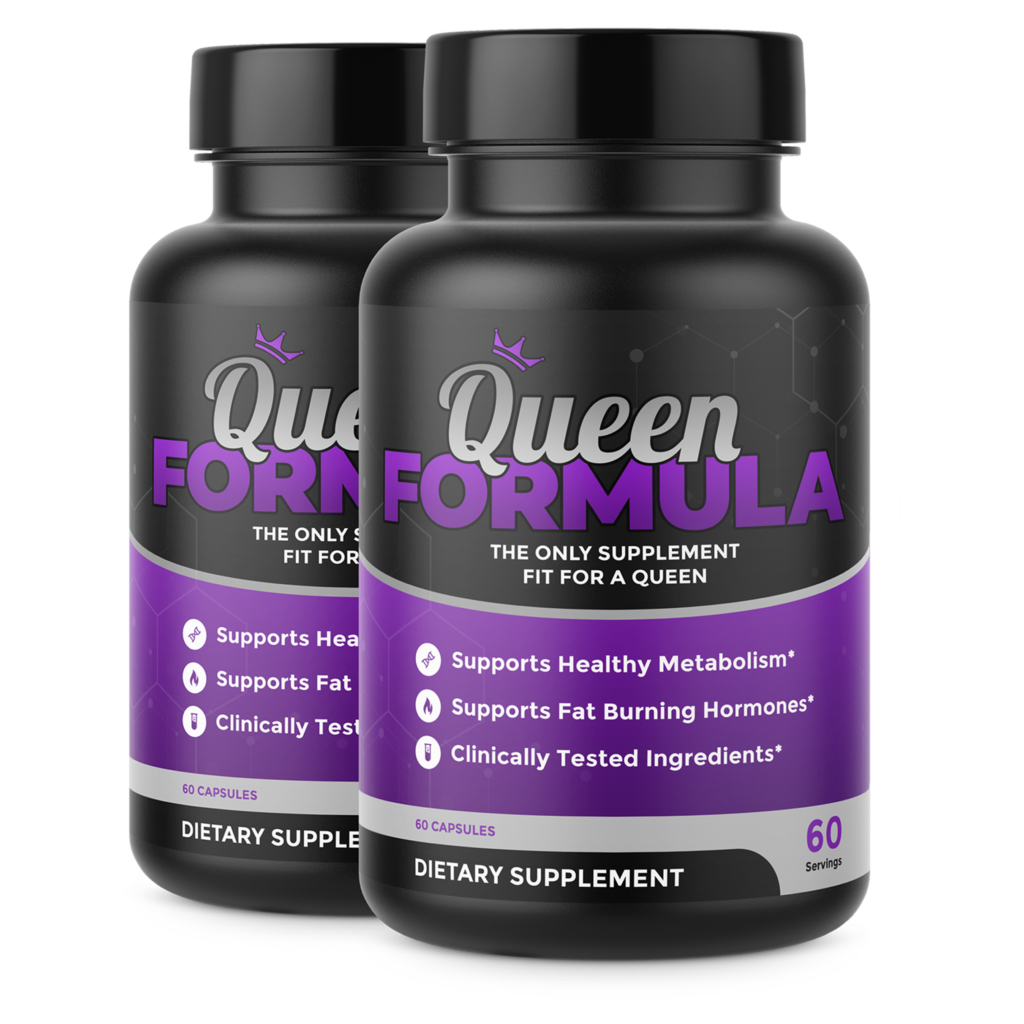 Que
FORM
THE ONLY
FIT FOR
Supports Hea
Supports Fat
Clinically Test
60 CAPSULES
DIETARY SUPPLE
Queen
FORMULA
THE ONLY SUPPLEMENT
FIT FOR A QUEEN
Supports Healthy Metabolism*
Supports Fat Burning Hormones*
Clinically Tested Ingredients*
60 CAPSULES
DIETARY SUPPLEMENT
60
Servings